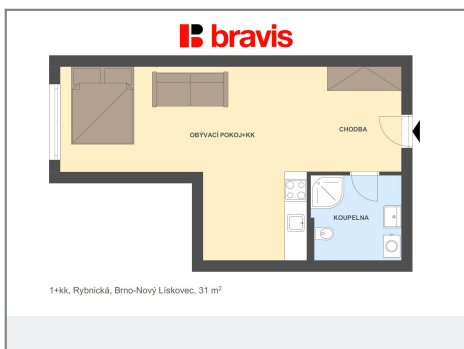 bravis
OBÝVACÍ POKOJ+KK
CHODBA
KOUPELNA
1+kk, Rybnická, Brno-Nový Lískovec, 31 m²